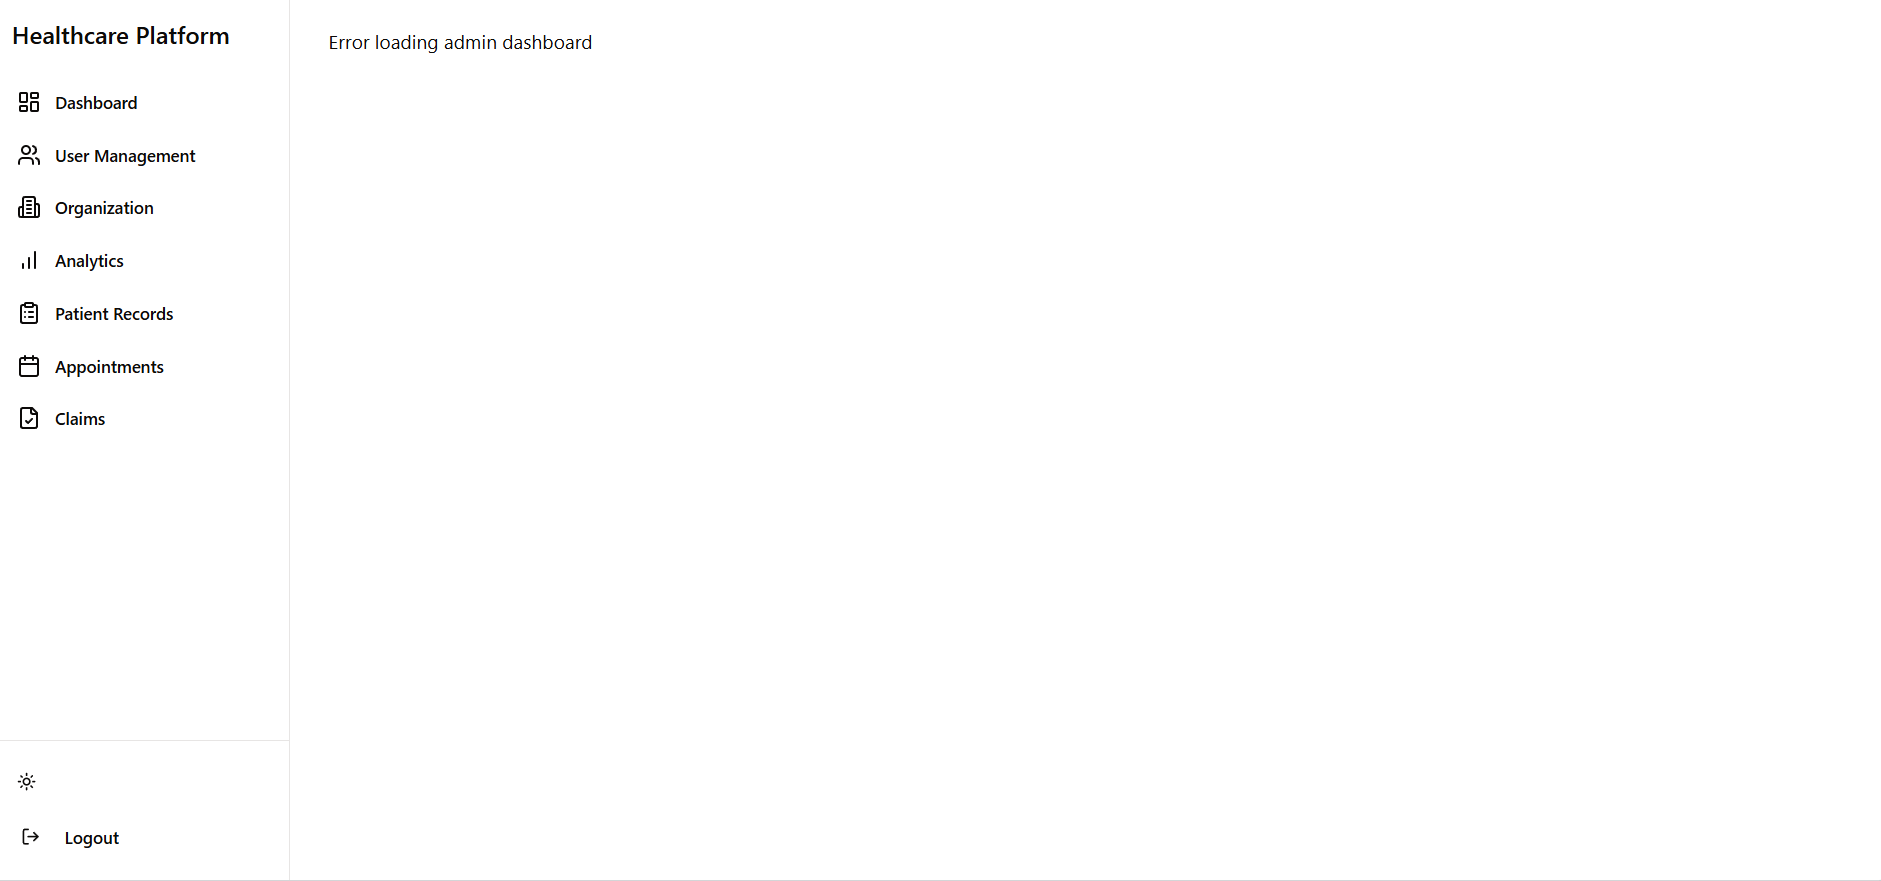 Healthcare Platform
Dashboard
User Management
Organization
Analytics
Patient Records
Appointments
Claims
Logout
Error loading admin dashboard